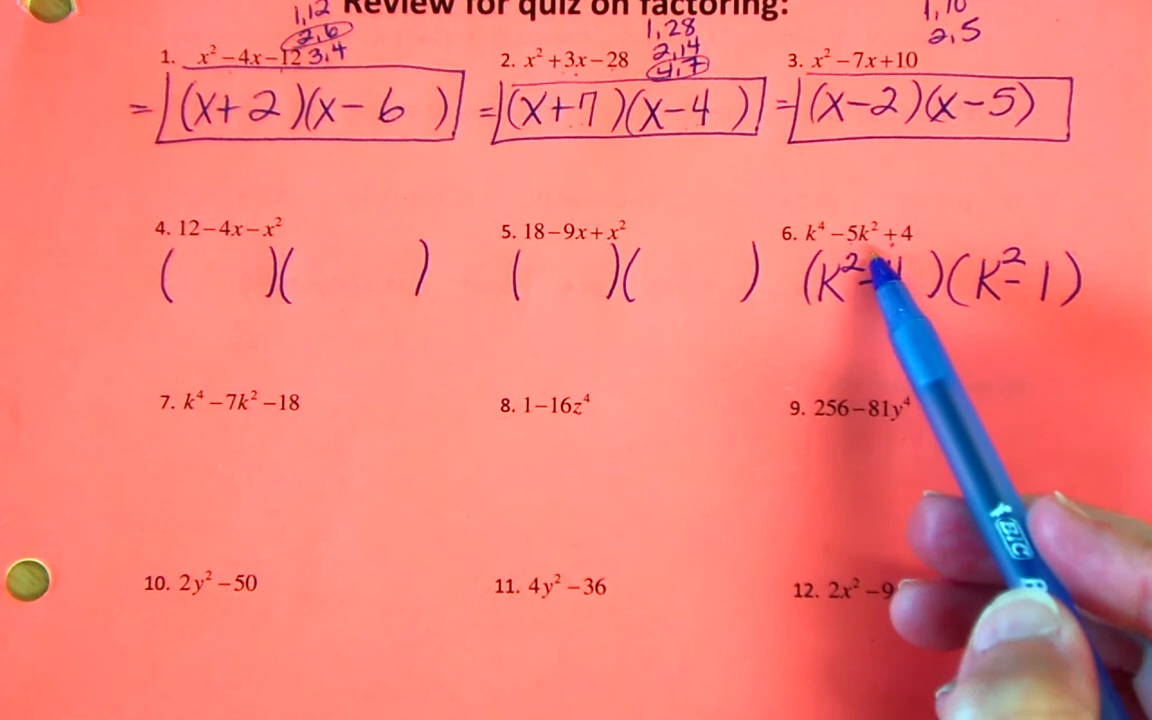 Review for quiz on factoring:
1,12
2,6
3,4
1,28
2,14
4,7
1,10
2,5
1. x² − 4x − 12
2. x² + 3x − 28
3. x² − 7x + 10
= (x+2)(x−6)
= (x+7)(x−4)
= (x−2)(x−5)
4. 12 − 4x − x²
5. 18 − 9x + x²
6. k⁴ − 5k² + 4
( )( )
( )( )
(k²−4)(k²−1)
7. k⁴ − 7k² − 18
8. 1 − 16z⁴
9. 256 − 81y⁴
10. 2y² − 50
11. 4y² − 36
12. 2x² − 9
BIC